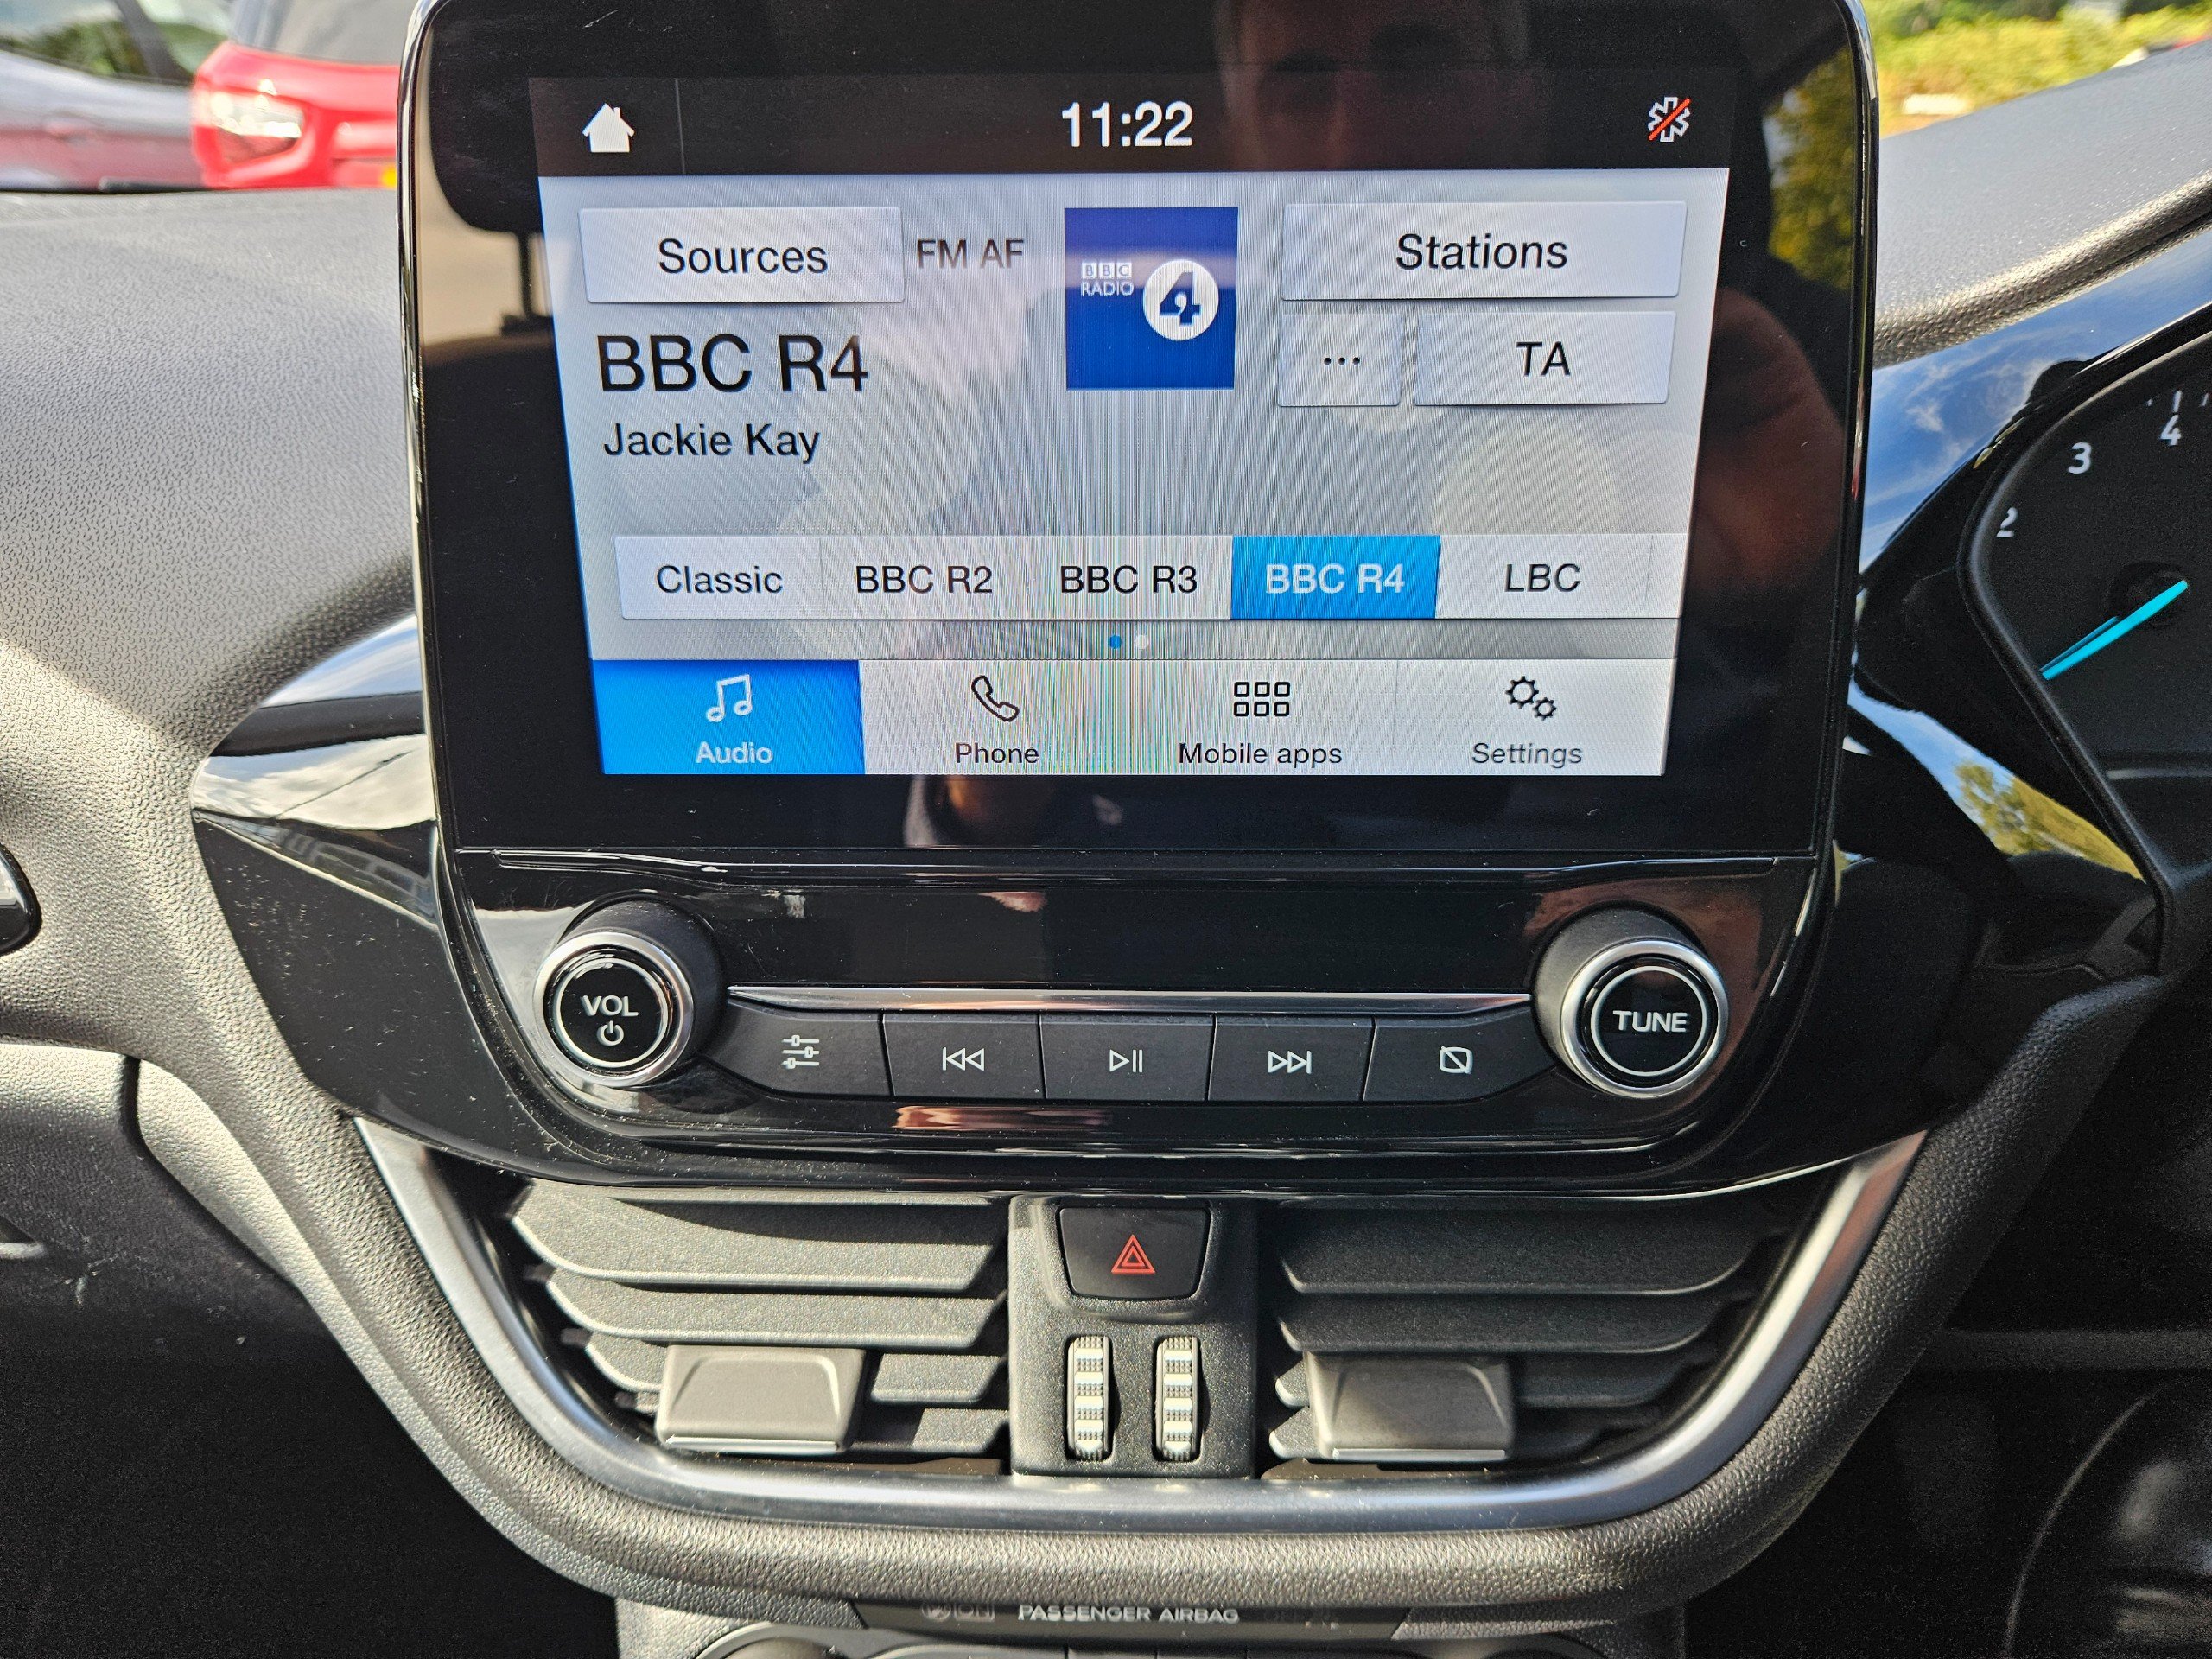 11:22
Sources
FM AF
BBC
RADIO
4
Stations
BBC R4
...
TA
Jackie Kay
Classic
BBC R2
BBC R3
BBC R4
LBC
Audio
Phone
Mobile apps
Settings
2
3
4
VOL
TUNE
PASSENGER AIRBAG